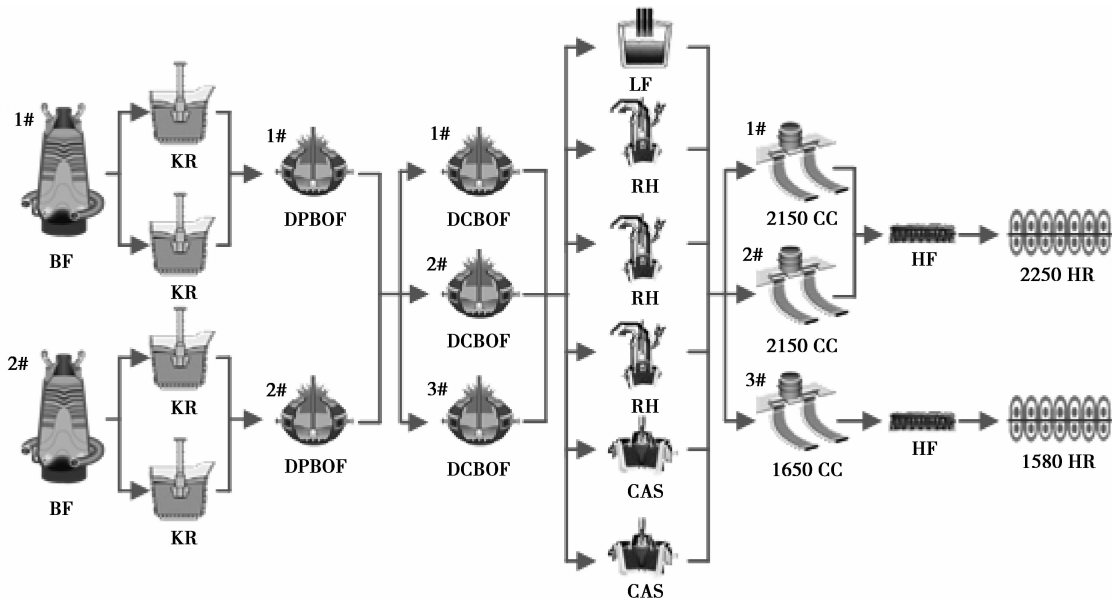 1#
BF
2#
BF
KR
KR
KR
KR
1#
DPBOF
2#
DPBOF
1#
DCBOF
2#
DCBOF
3#
DCBOF
LF
RH
RH
RH
CAS
CAS
1#
2150 CC
2#
2150 CC
3#
1650 CC
HF
2250 HR
HF
1580 HR